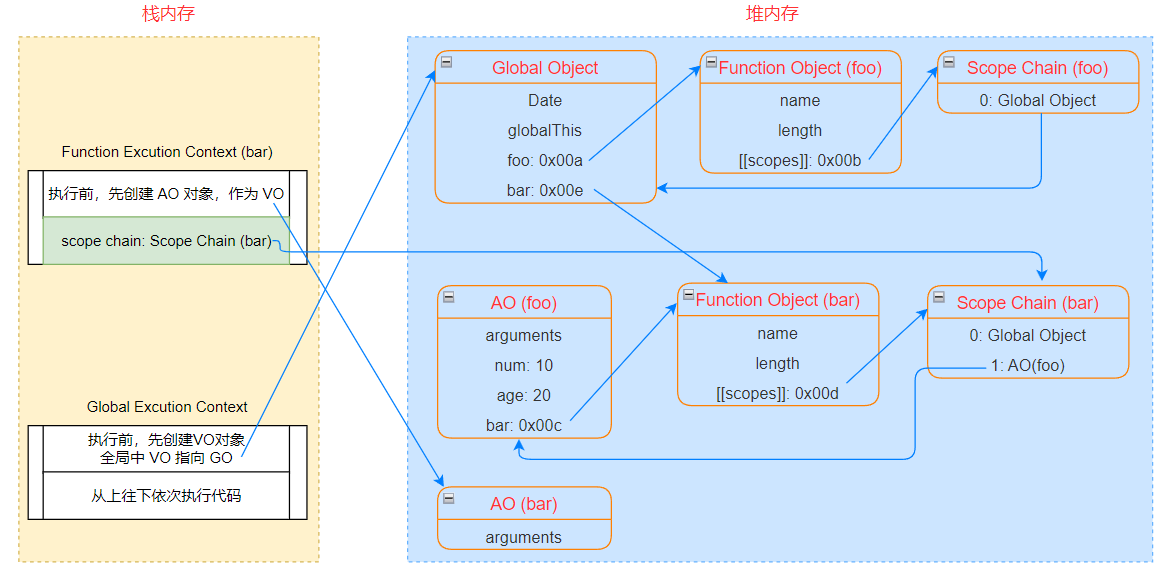 栈内存
堆内存
Function Excution Context (bar)
执行前，先创建 AO 对象，作为 VO
scope chain: Scope Chain (bar)
Global Excution Context
执行前，先创建VO对象
全局中 VO 指向 GO
从上往下依次执行代码
Global Object
Date
globalThis
foo: 0x00a
bar: 0x00e
Function Object (foo)
name
length
[[scopes]]: 0x00b
Scope Chain (foo)
0: Global Object
AO (foo)
arguments
num: 10
age: 20
bar: 0x00c
Function Object (bar)
name
length
[[scopes]]: 0x00d
Scope Chain (bar)
0: Global Object
1: AO(foo)
AO (bar)
arguments